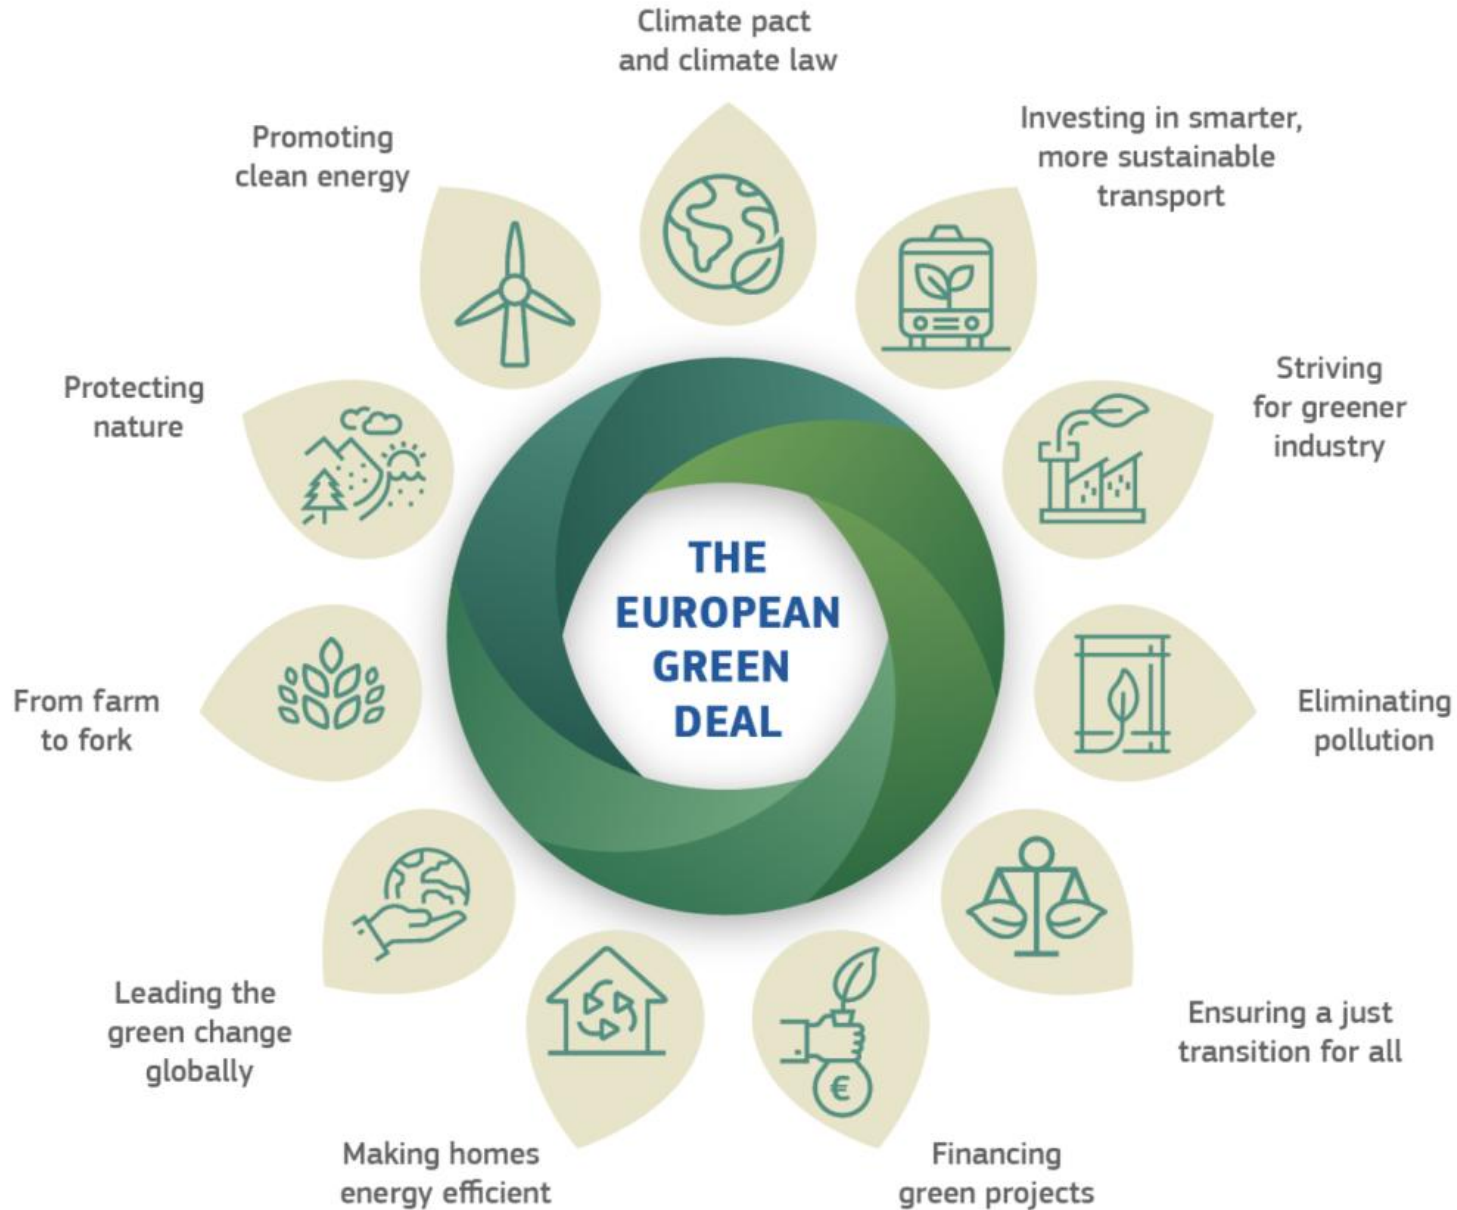 Climate pact
and climate law
Investing in smarter,
more sustainable
transport
Striving
for greener
industry
Eliminating
pollution
Ensuring a just
transition for all
Financing
green projects
Making homes
energy efficient
Leading the
green change
globally
From farm
to fork
Protecting
nature
Promoting
clean energy
THE
EUROPEAN
GREEN
DEAL
€